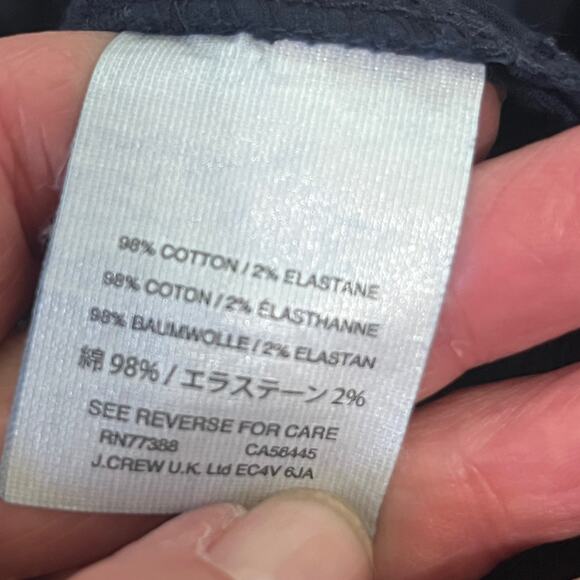 98% COTTON / 2% ELASTANE
98% COTON / 2% ÉLASTHANNE
98% BAUMWOLLE / 2% ELASTAN
綿 98% / エラステーン 2%
SEE REVERSE FOR CARE
RN77388 CA56445
J.CREW U.K. Ltd EC4V 6JA